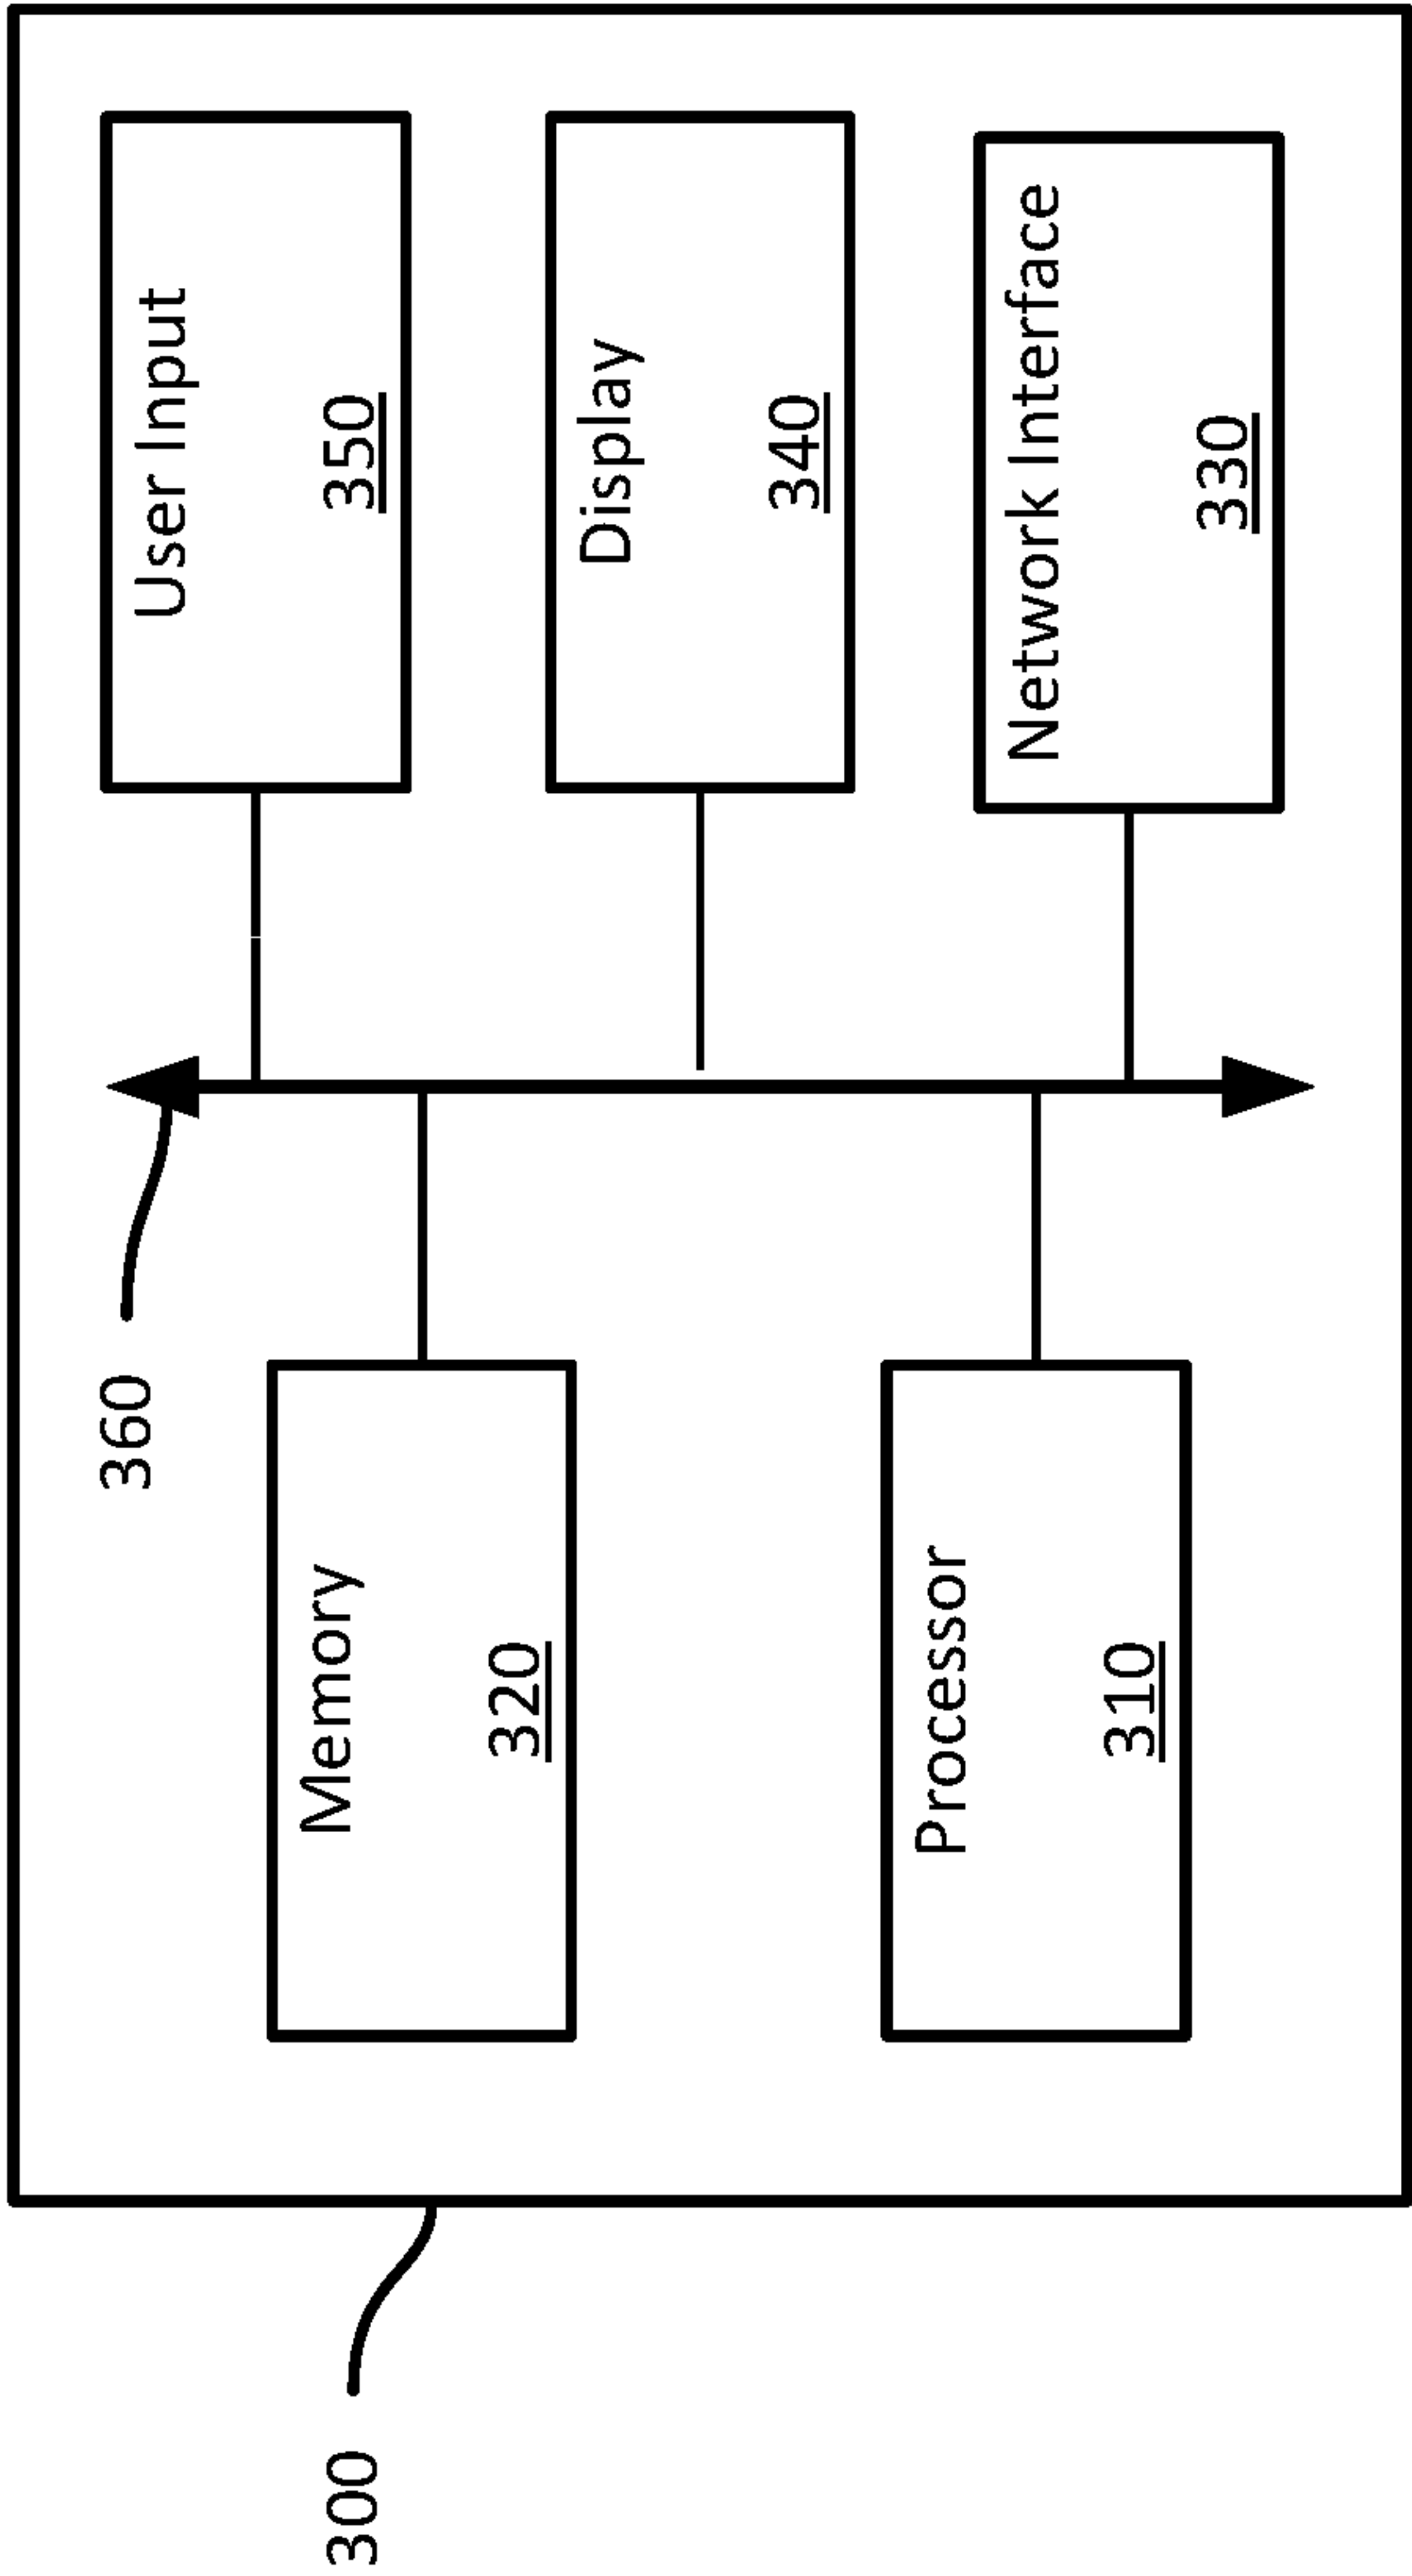 300
360
Memory
320
Processor
310
User Input
350
Display
340
Network Interface
330